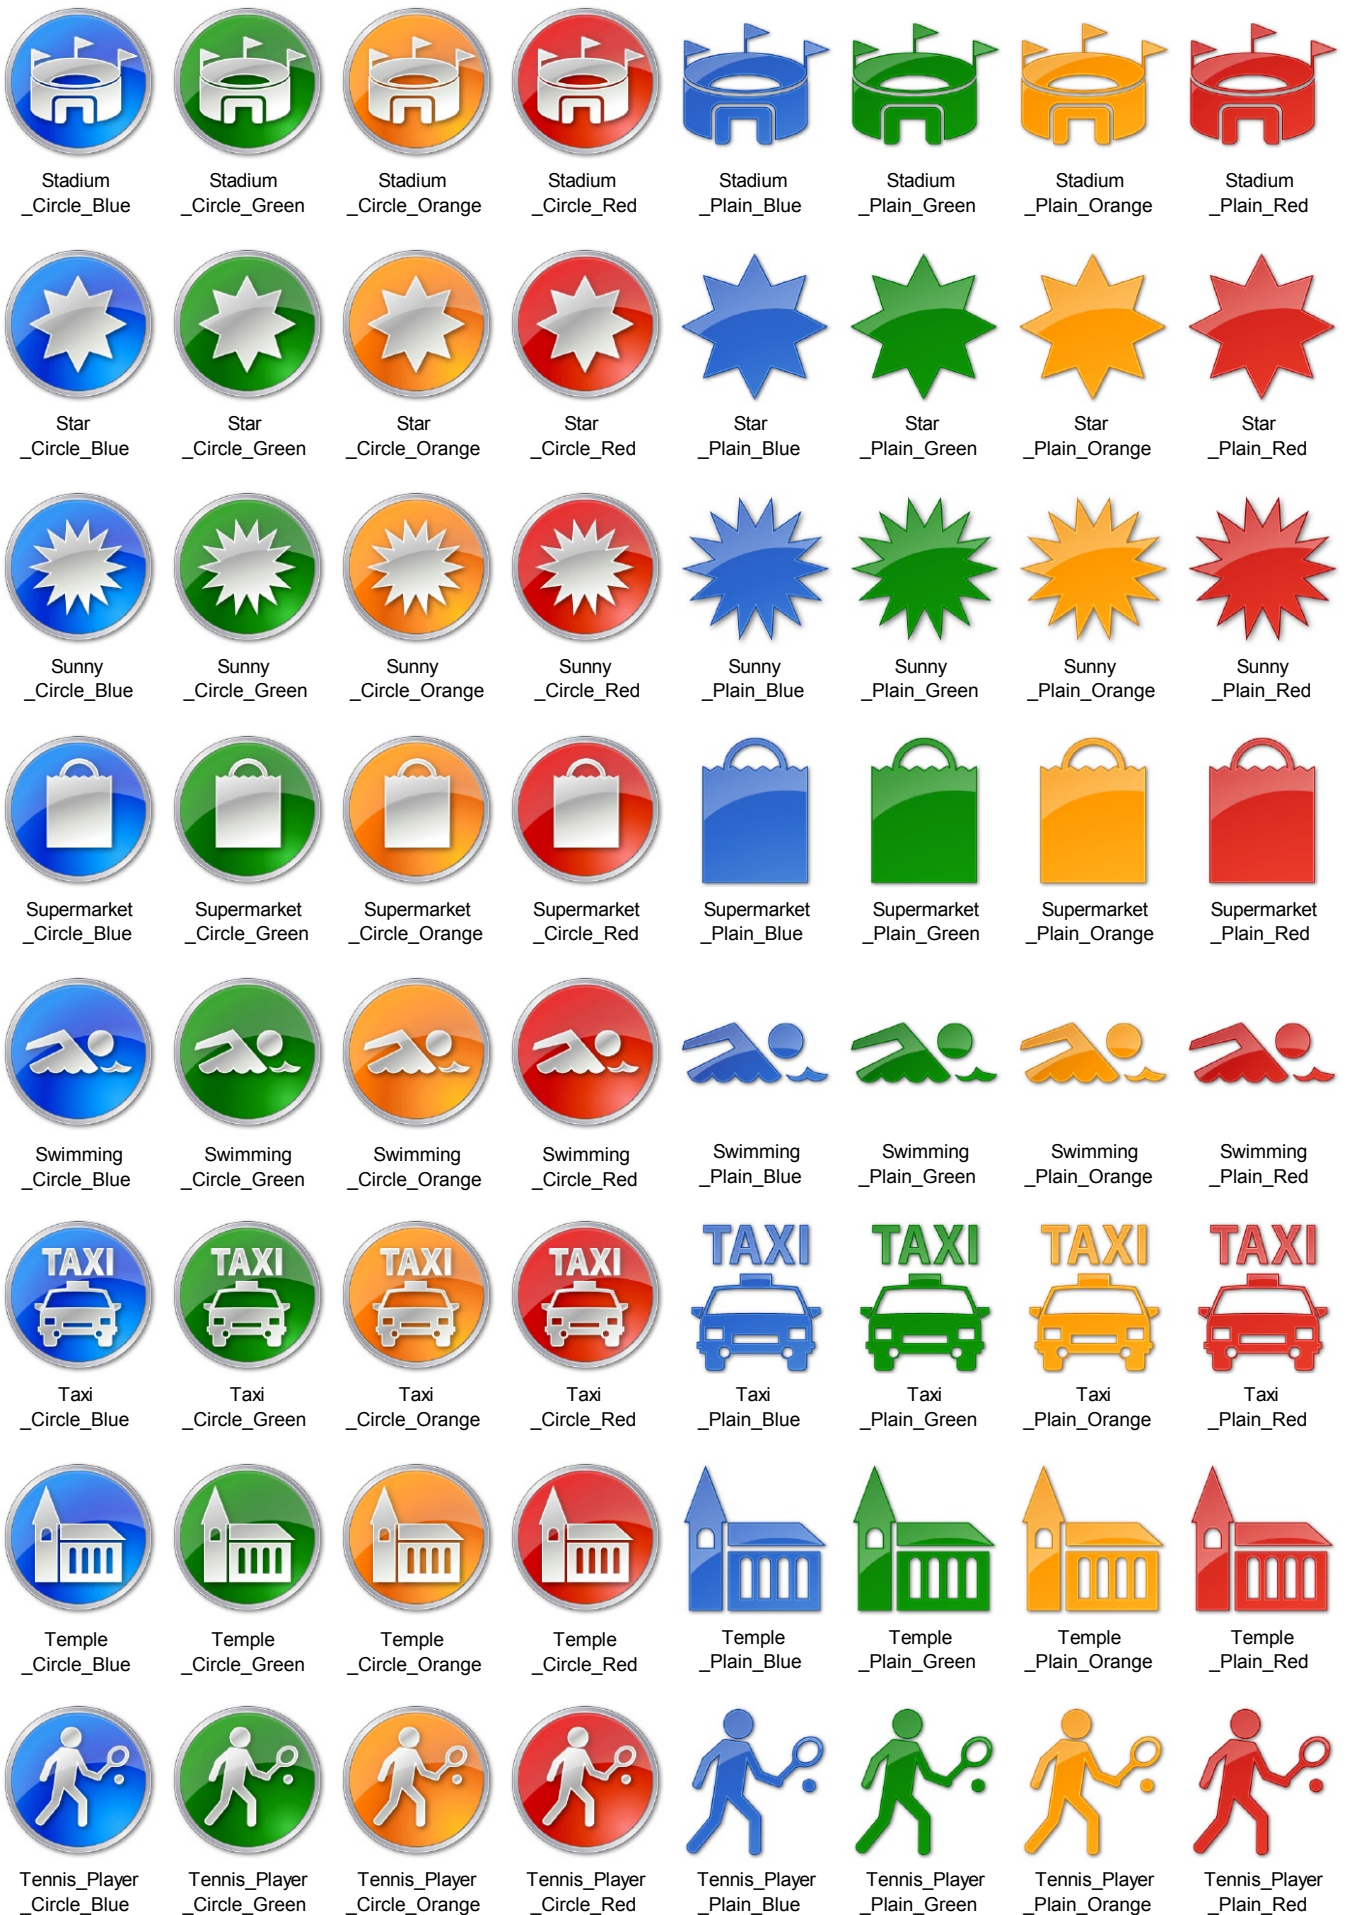 Stadium Stadium Stadium Stadium Stadium Stadium Stadium Stadium
_Circle_Blue _Circle_Green _Circle_Orange _Circle_Red _Plain_Blue _Plain_Green _Plain_Orange _Plain_Red
Star Star Star Star Star Star Star Star
_Circle_Blue _Circle_Green _Circle_Orange _Circle_Red _Plain_Blue _Plain_Green _Plain_Orange _Plain_Red
Sunny Sunny Sunny Sunny Sunny Sunny Sunny Sunny
_Circle_Blue _Circle_Green _Circle_Orange _Circle_Red _Plain_Blue _Plain_Green _Plain_Orange _Plain_Red
Supermarket Supermarket Supermarket Supermarket Supermarket Supermarket Supermarket Supermarket
_Circle_Blue _Circle_Green _Circle_Orange _Circle_Red _Plain_Blue _Plain_Green _Plain_Orange _Plain_Red
Swimming Swimming Swimming Swimming Swimming Swimming Swimming Swimming
_Circle_Blue _Circle_Green _Circle_Orange _Circle_Red _Plain_Blue _Plain_Green _Plain_Orange _Plain_Red
TAXI TAXI TAXI TAXI TAXI TAXI TAXI TAXI
Taxi Taxi Taxi Taxi Taxi Taxi Taxi Taxi
_Circle_Blue _Circle_Green _Circle_Orange _Circle_Red _Plain_Blue _Plain_Green _Plain_Orange _Plain_Red
Temple Temple Temple Temple Temple Temple Temple Temple
_Circle_Blue _Circle_Green _Circle_Orange _Circle_Red _Plain_Blue _Plain_Green _Plain_Orange _Plain_Red
Tennis_Player Tennis_Player Tennis_Player Tennis_Player Tennis_Player Tennis_Player Tennis_Player Tennis_Player
_Circle_Blue _Circle_Green _Circle_Orange _Circle_Red _Plain_Blue _Plain_Green _Plain_Orange _Plain_Red